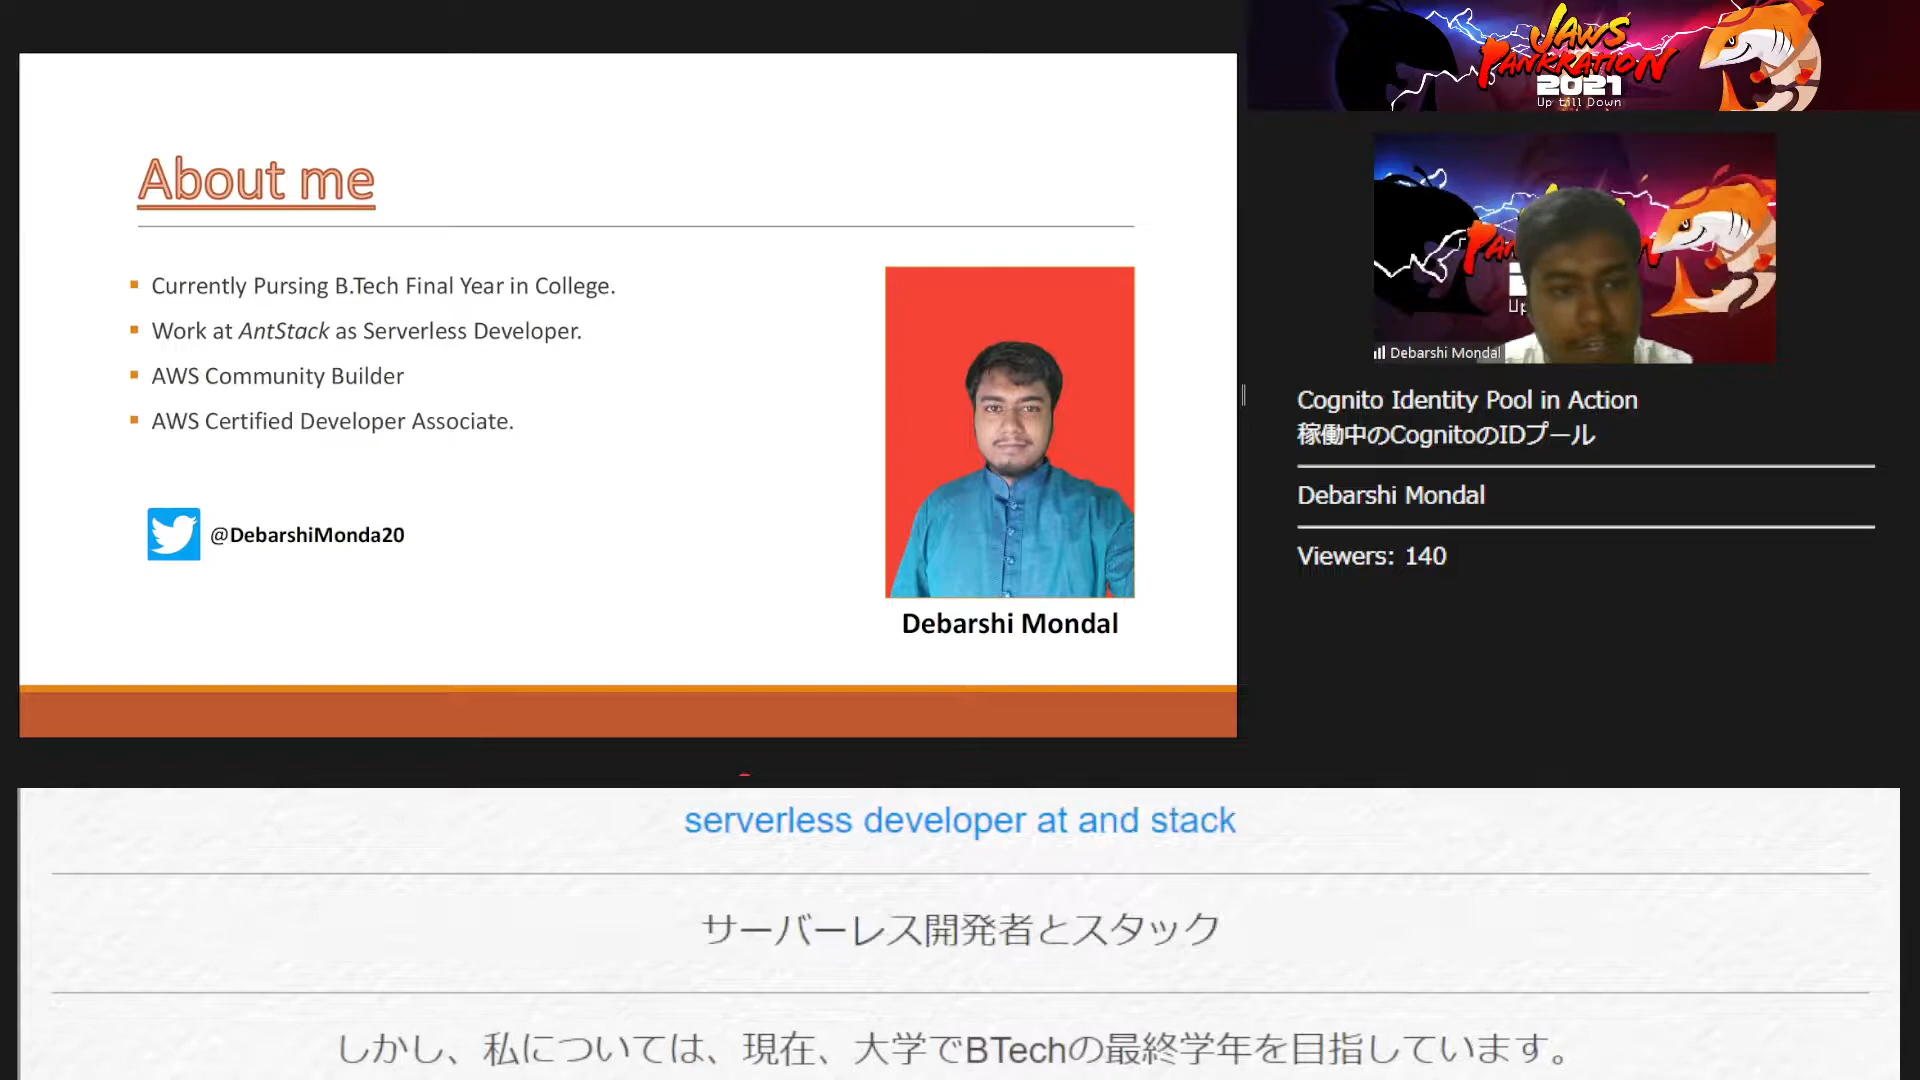 About me
Currently Pursing B.Tech Final Year in College.
Work at AntStack as Serverless Developer.
AWS Community Builder
AWS Certified Developer Associate.
@DebarshiMonda20
Debarshi Mondal
JAWS
PANKRATION
2021
Up till Down
Debarshi Mondal
Cognito Identity Pool in Action
稼働中のCognitoのIDプール
Debarshi Mondal
Viewers: 140
serverless developer at and stack
サーバーレス開発者とスタック
しかし、私については、現在、大学でBTechの最終学年を目指しています。